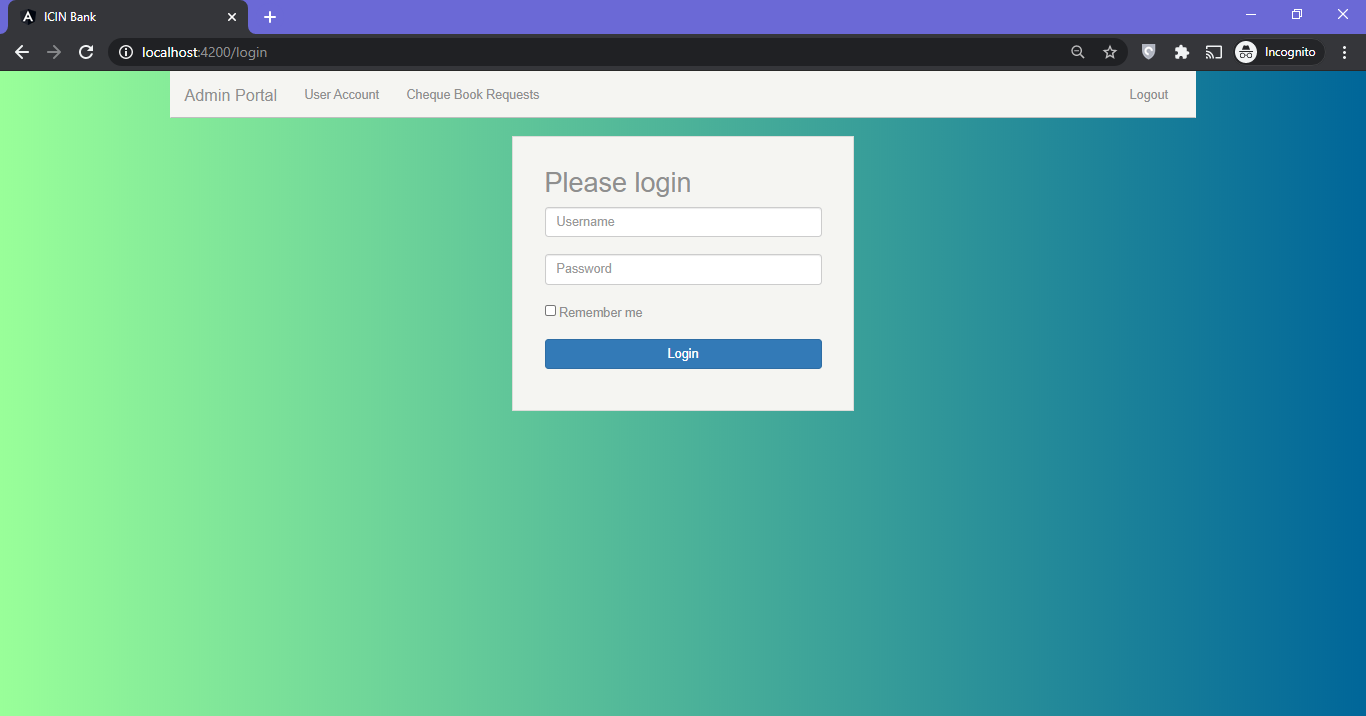 ICIN Bank
localhost:4200/login
Incognito
Admin Portal User Account Cheque Book Requests Logout
Please login
Username
Password
Remember me
Login